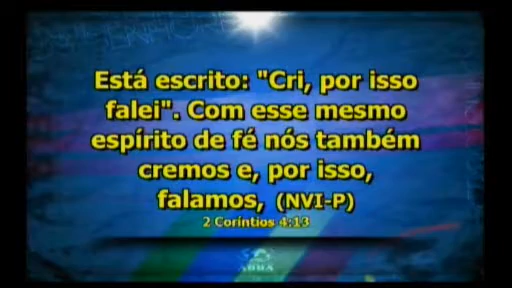 Está escrito: "Cri, por isso
falei". Com esse mesmo
espírito de fé nós também
cremos e, por isso,
falamos, (NVI-P)
2 Coríntios 4:13